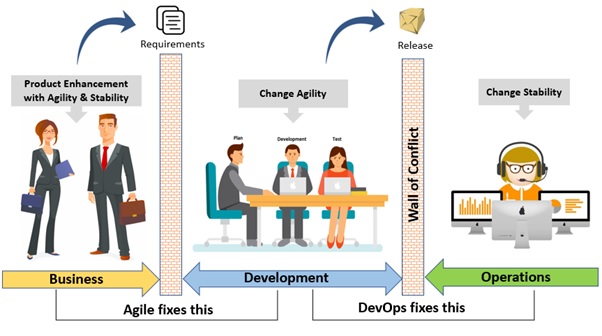 Requirements
Release
Product Enhancement
with Agility & Stability
Change Agility
Change Stability
Plan
Development
Test
Wall of Conflict
Business
Development
Operations
Agile fixes this
DevOps fixes this